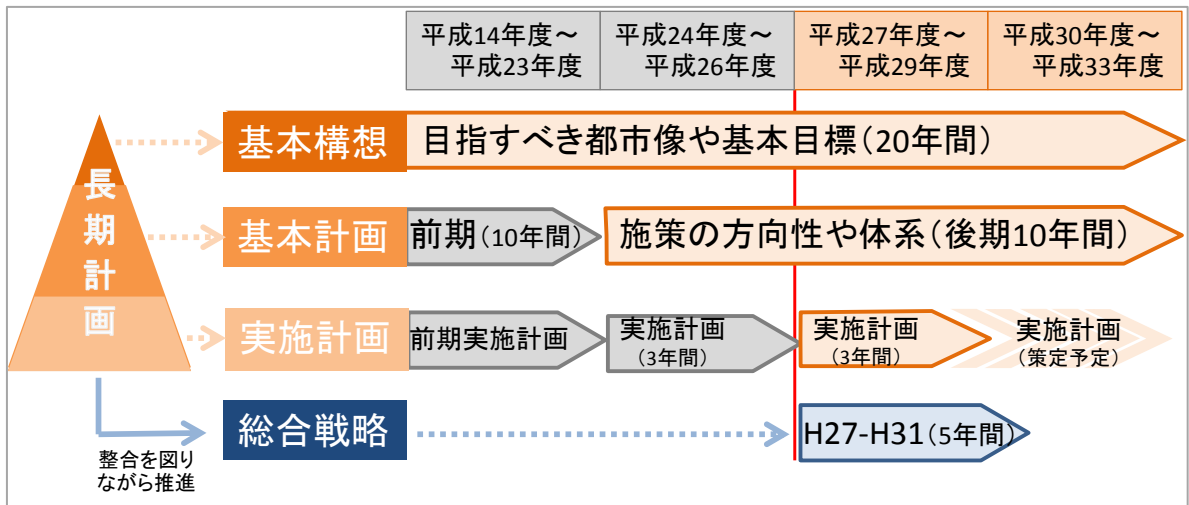 平成14年度～
平成23年度
平成24年度～
平成26年度
平成27年度～
平成29年度
平成30年度～
平成33年度
長期計画
基本構想
目指すべき都市像や基本目標（20年間）
基本計画
前期（10年間）
施策の方向性や体系（後期10年間）
実施計画
前期実施計画
実施計画
（3年間）
実施計画
（3年間）
実施計画
（策定予定）
総合戦略
H27-H31（5年間）
整合を図り
ながら推進